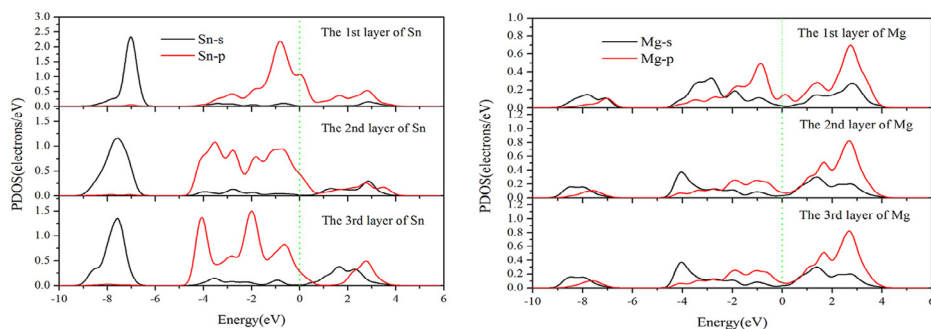 PDOS(electrons/eV)
3.0
2.5
2.0
1.5
1.0
0.5
0.0
Sn-s
Sn-p
The 1st layer of Sn
1.5
1.0
0.5
0.0
The 2nd layer of Sn
1.5
1.0
0.5
0.0
The 3rd layer of Sn
-10 -8 -6 -4 -2 0 2 4 6
Energy(eV)
PDOS(electrons/eV)
1.0
0.8
0.6
0.4
0.2
0.0
Mg-s
Mg-p
The 1st layer of Mg
1.2
1.0
0.8
0.6
0.4
0.2
0.0
The 2nd layer of Mg
1.2
1.0
0.8
0.6
0.4
0.2
0.0
The 3rd layer of Mg
-10 -8 -6 -4 -2 0 2 4 6
Energy(eV)